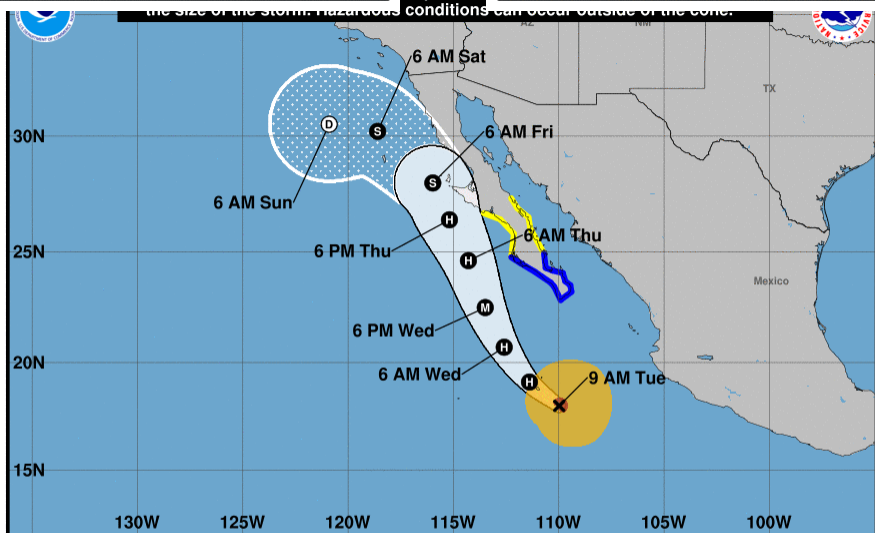 the size of the storm. Hazardous conditions can occur outside of the cone.
AZ
NM
6 AM Sat
TX
30N
D
S
6 AM Fri
S
6 AM Sun
H
6 PM Thu
6 AM Thu
25N
H
Mexico
M
6 PM Wed
H
20N
6 AM Wed
H
9 AM Tue
15N
130W
125W
120W
115W
110W
105W
100W